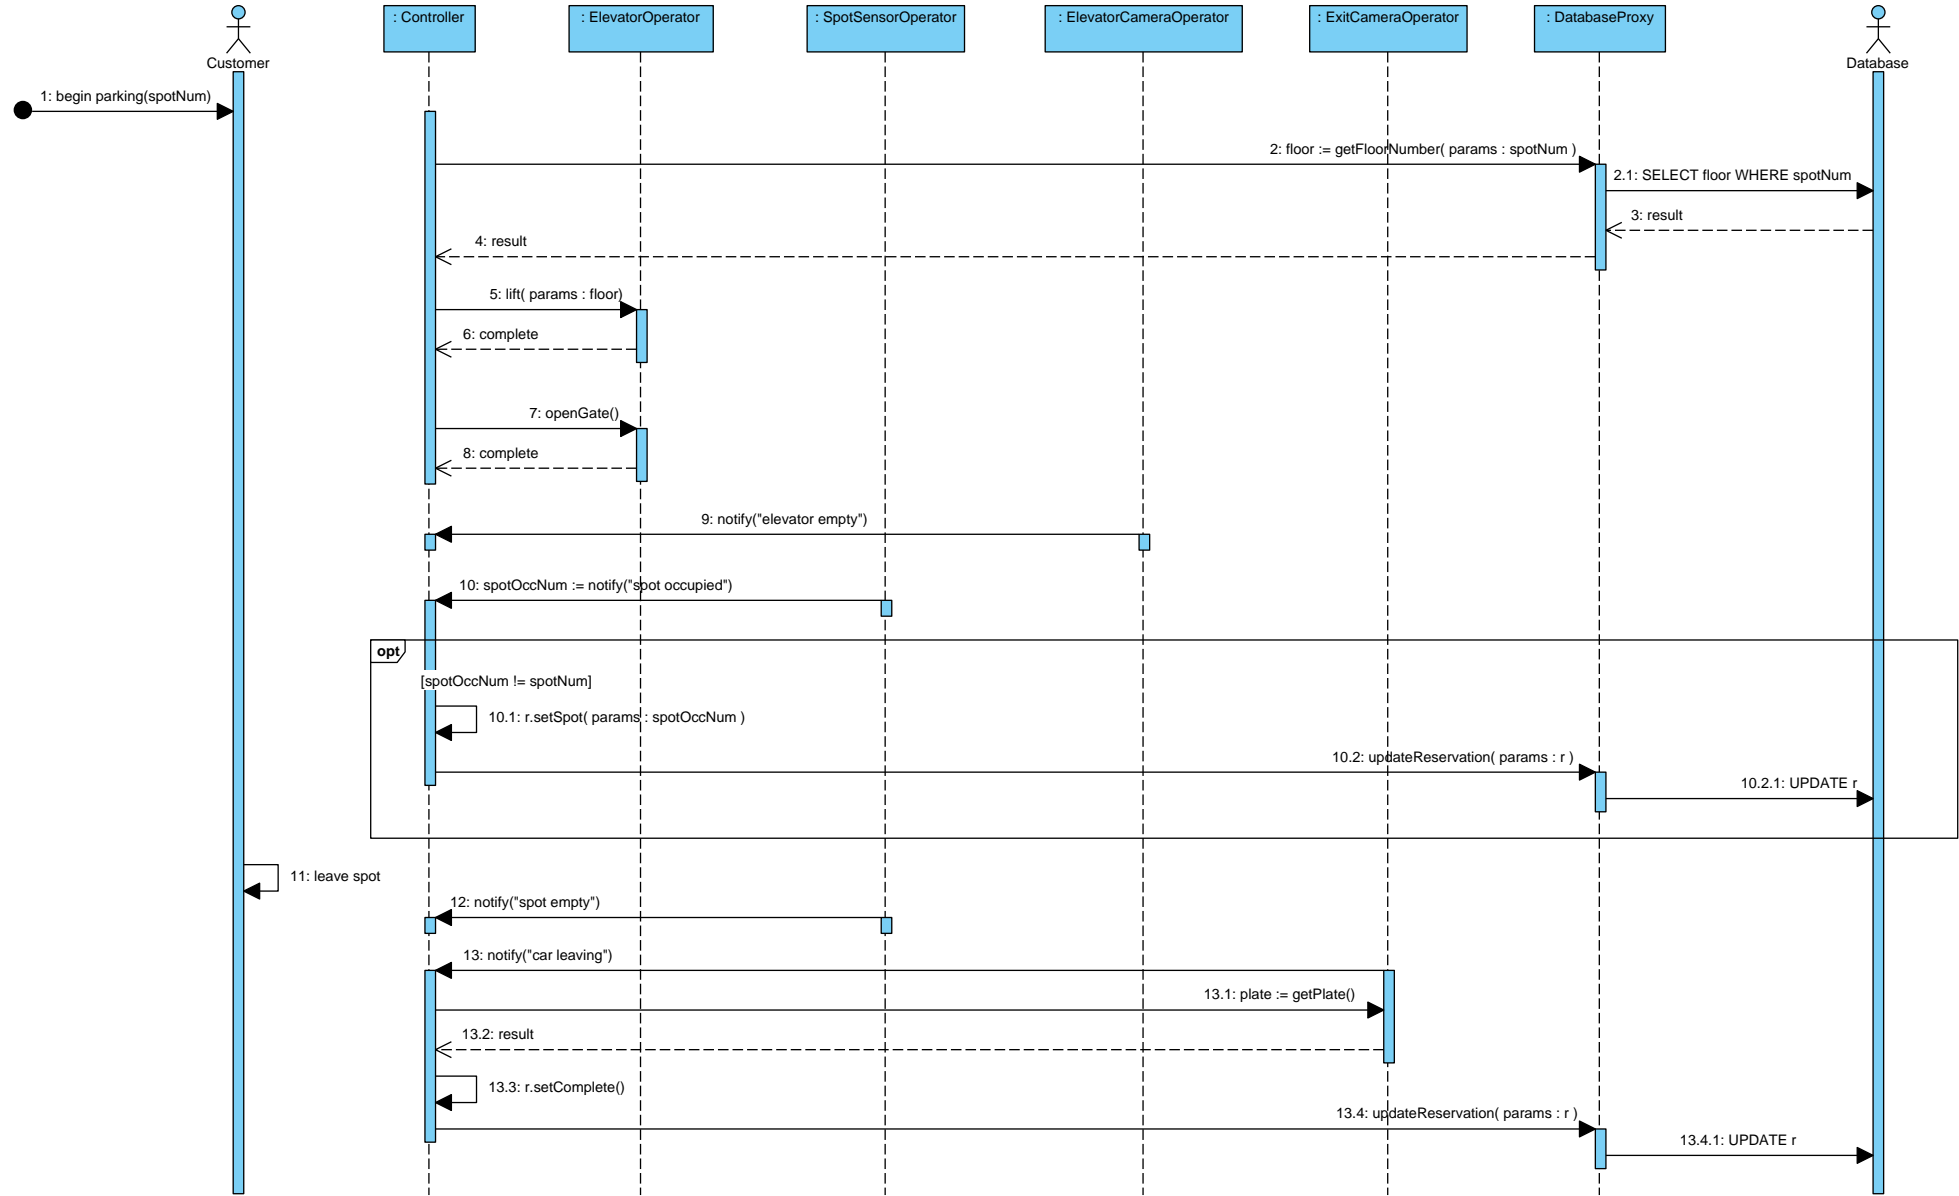 : Controller
: ElevatorOperator
: SpotSensorOperator
: ElevatorCameraOperator
: ExitCameraOperator
: DatabaseProxy
Customer
Database
1: begin parking(spotNum)
2: floor := getFloorNumber( params : spotNum )
2.1: SELECT floor WHERE spotNum
3: result
4: result
5: lift( params : floor)
6: complete
7: openGate()
8: complete
9: notify("elevator empty")
10: spotOccNum := notify("spot occupied")
opt
[spotOccNum != spotNum]
10.1: r.setSpot( params : spotOccNum )
10.2: updateReservation( params : r )
10.2.1: UPDATE r
11: leave spot
12: notify("spot empty")
13: notify("car leaving")
13.1: plate := getPlate()
13.2: result
13.3: r.setComplete()
13.4: updateReservation( params : r )
13.4.1: UPDATE r